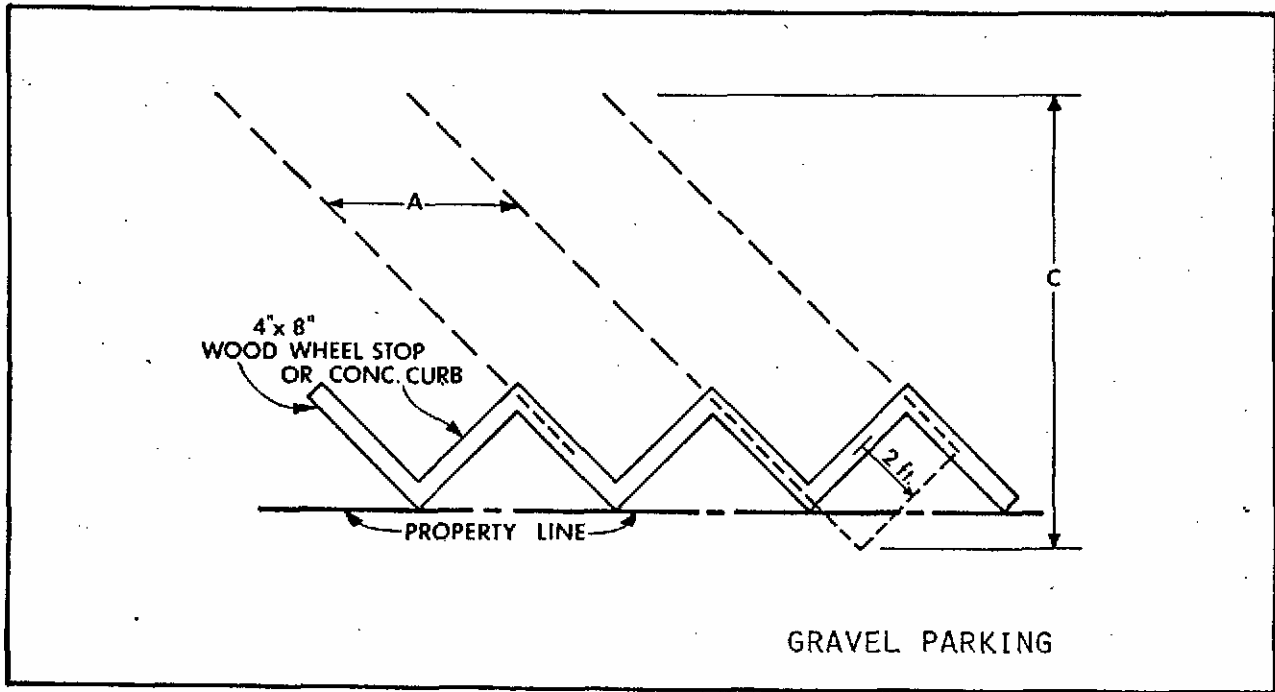 A
C
4"x 8"
WOOD WHEEL STOP
OR CONC. CURB
2 ft.
PROPERTY LINE
GRAVEL PARKING